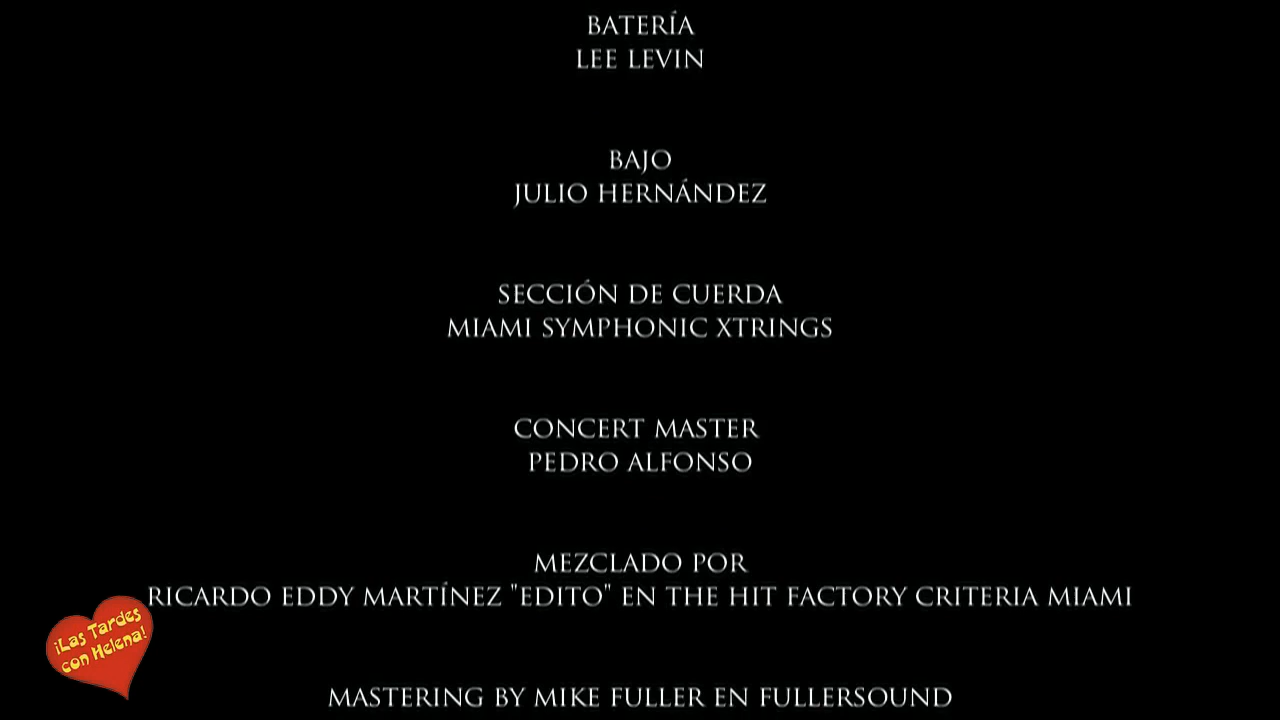 BATERÍA
LEE LEVIN
BAJO
JULIO HERNÁNDEZ
SECCIÓN DE CUERDA
MIAMI SYMPHONIC XTRINGS
CONCERT MASTER
PEDRO ALFONSO
MEZCLADO POR
RICARDO EDDY MARTÍNEZ "EDITO" EN THE HIT FACTORY CRITERIA MIAMI
¡Las Tardes
con Helena!
MASTERING BY MIKE FULLER EN FULLERSOUND